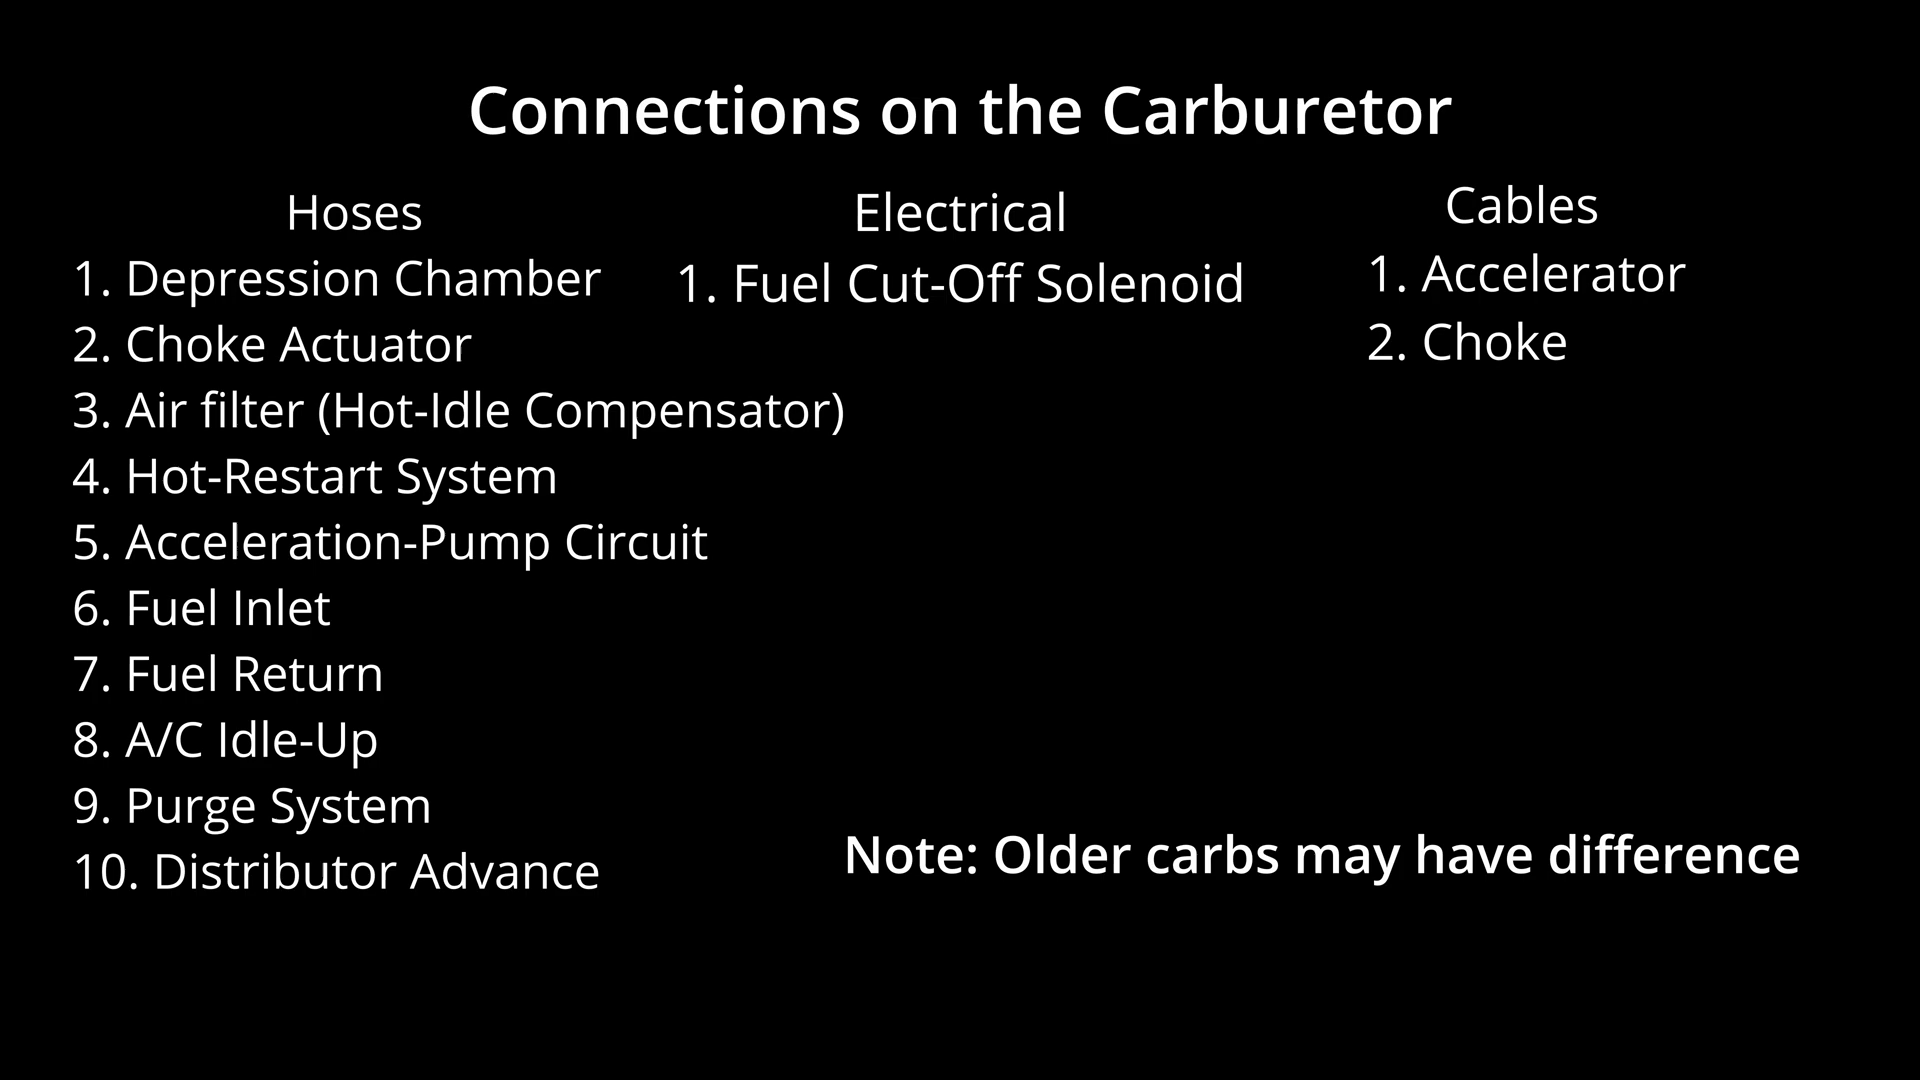 Connections on the Carburetor
Hoses
1. Depression Chamber
2. Choke Actuator
3. Air filter (Hot-Idle Compensator)
4. Hot-Restart System
5. Acceleration-Pump Circuit
6. Fuel Inlet
7. Fuel Return
8. A/C Idle-Up
9. Purge System
10. Distributor Advance
Electrical
1. Fuel Cut-Off Solenoid
Cables
1. Accelerator
2. Choke
Note: Older carbs may have difference